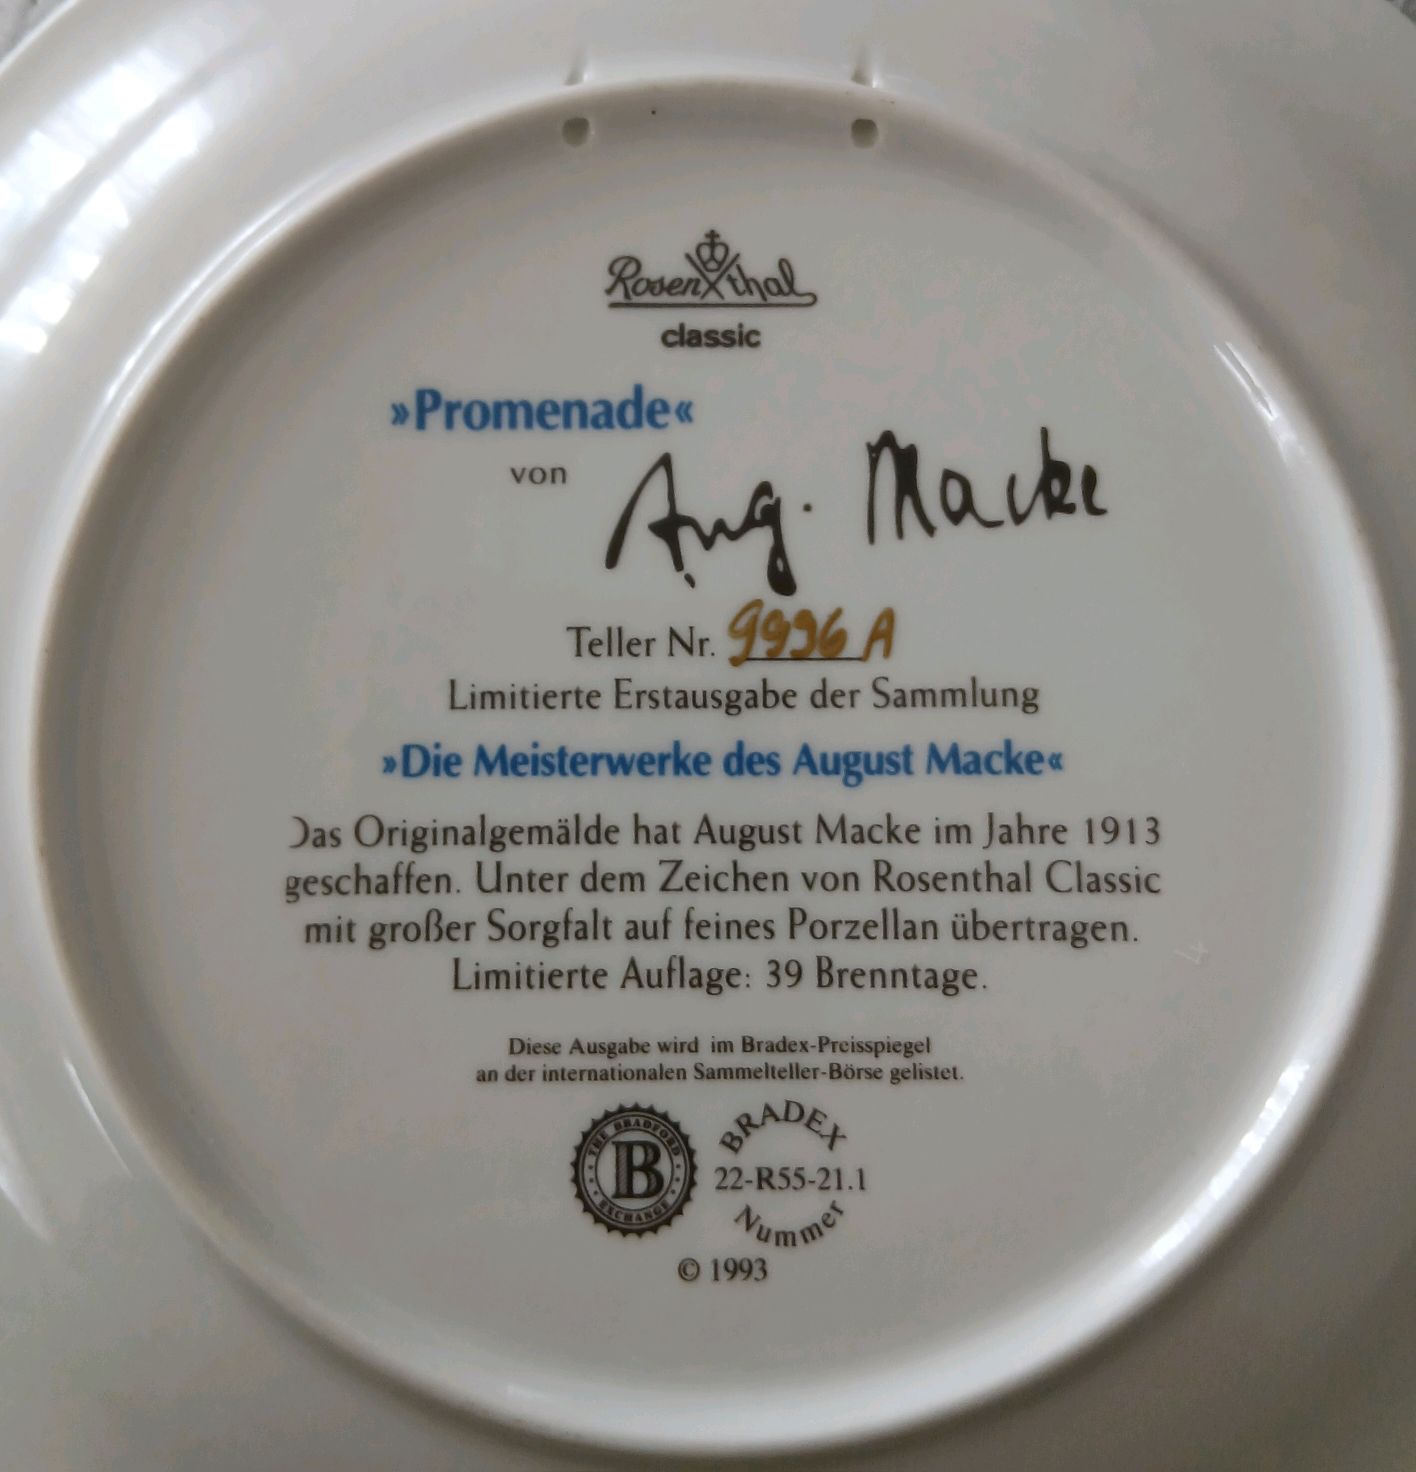 Rosenthal
classic
»Promenade«
von Aug. Macke
Teller Nr. 9996 A
Limitierte Erstausgabe der Sammlung
»Die Meisterwerke des August Macke«
Das Originalgemälde hat August Macke im Jahre 1913
geschaffen. Unter dem Zeichen von Rosenthal Classic
mit großer Sorgfalt auf feines Porzellan übertragen.
Limitierte Auflage: 39 Brenntage.
Diese Ausgabe wird im Bradex-Preisspiegel
an der internationalen Sammelteller-Börse gelistet.
THE BRADFORD
B
EXCHANGE
BRADEX
22-R55-21.1
Nummer
© 1993